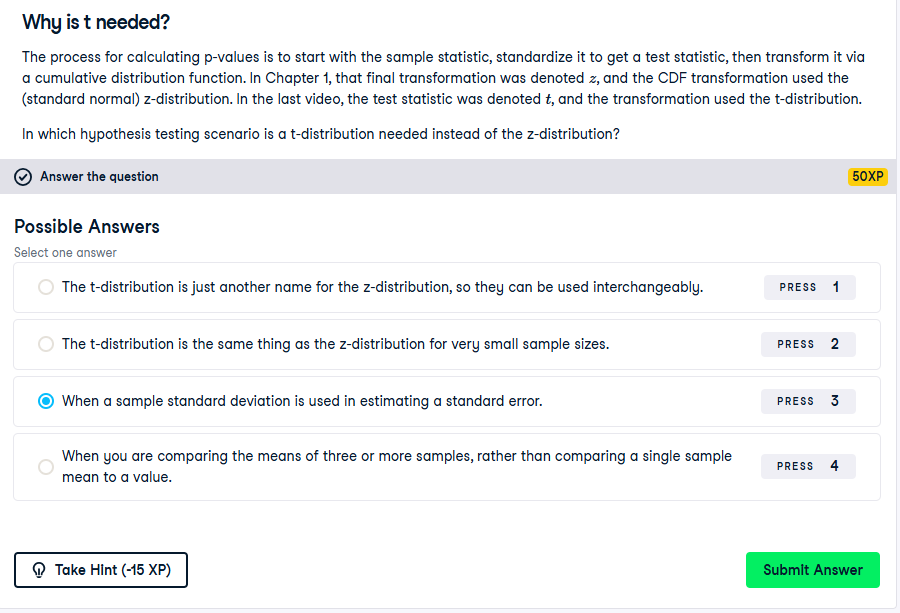 Why is t needed?
The process for calculating p-values is to start with the sample statistic, standardize it to get a test statistic, then transform it via
a cumulative distribution function. In Chapter 1, that final transformation was denoted z, and the CDF transformation used the
(standard normal) z-distribution. In the last video, the test statistic was denoted t, and the transformation used the t-distribution.
In which hypothesis testing scenario is a t-distribution needed instead of the z-distribution?
Answer the question
50XP
Possible Answers
Select one answer
The t-distribution is just another name for the z-distribution, so they can be used interchangeably.
PRESS 1
The t-distribution is the same thing as the z-distribution for very small sample sizes.
PRESS 2
When a sample standard deviation is used in estimating a standard error.
PRESS 3
When you are comparing the means of three or more samples, rather than comparing a single sample
mean to a value.
PRESS 4
Take Hint (-15 XP)
Submit Answer